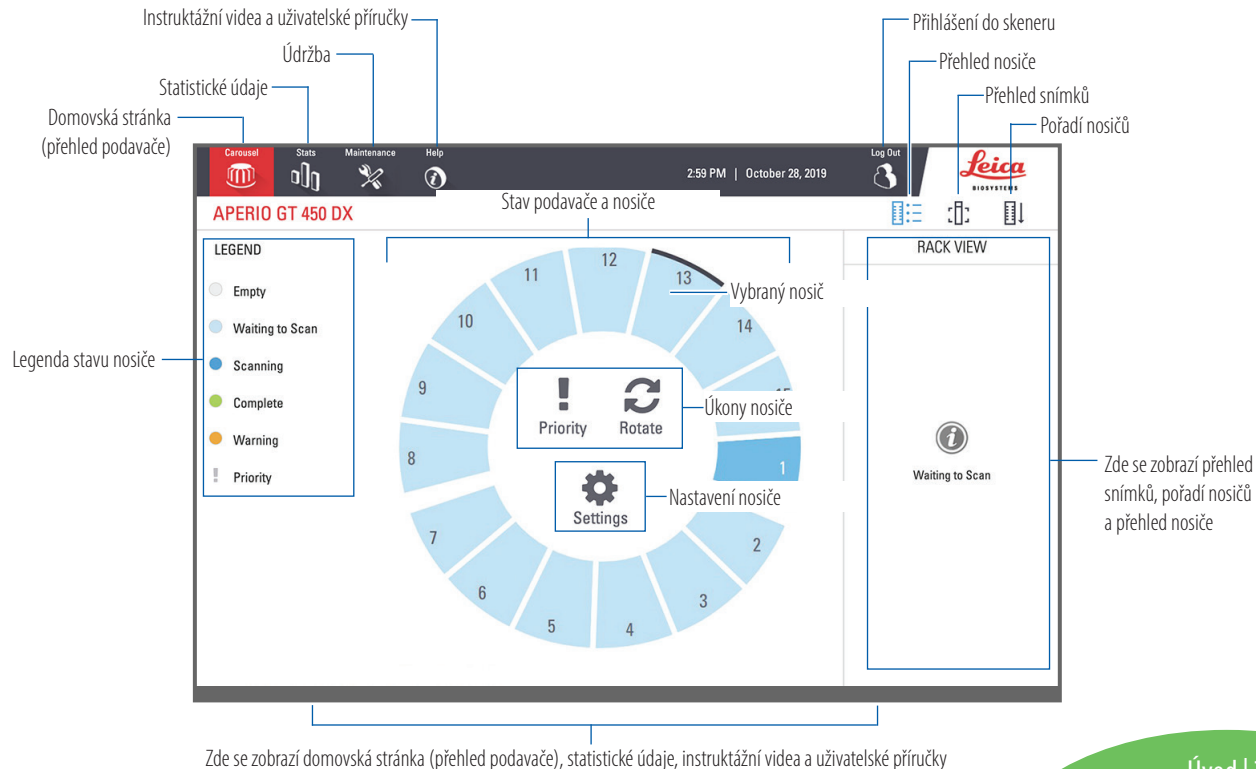 Instruktážní videa a uživatelské příručky
Údržba
Statistické údaje
Domovská stránka
(přehled podavače)
Přihlášení do skeneru
Přehled nosiče
Přehled snímků
Pořadí nosičů
Carousel
Stats
Maintenance
Help
2:59 PM | October 28, 2019
Log Out
Leica
BIOSYSTEMS
APERIO GT 450 DX
Stav podavače a nosiče
LEGEND
Empty
Waiting to Scan
Scanning
Complete
Warning
! Priority
Legenda stavu nosiče
12
11
13
Vybraný nosič
10
14
9
8
1
7
2
6
3
5
4
Priority
Rotate
Úkony nosiče
Settings
Nastavení nosiče
RACK VIEW
Waiting to Scan
Zde se zobrazí přehled
snímků, pořadí nosičů
a přehled nosiče
Zde se zobrazí domovská stránka (přehled podavače), statistické údaje, instruktážní videa a uživatelské příručky
Úvod |